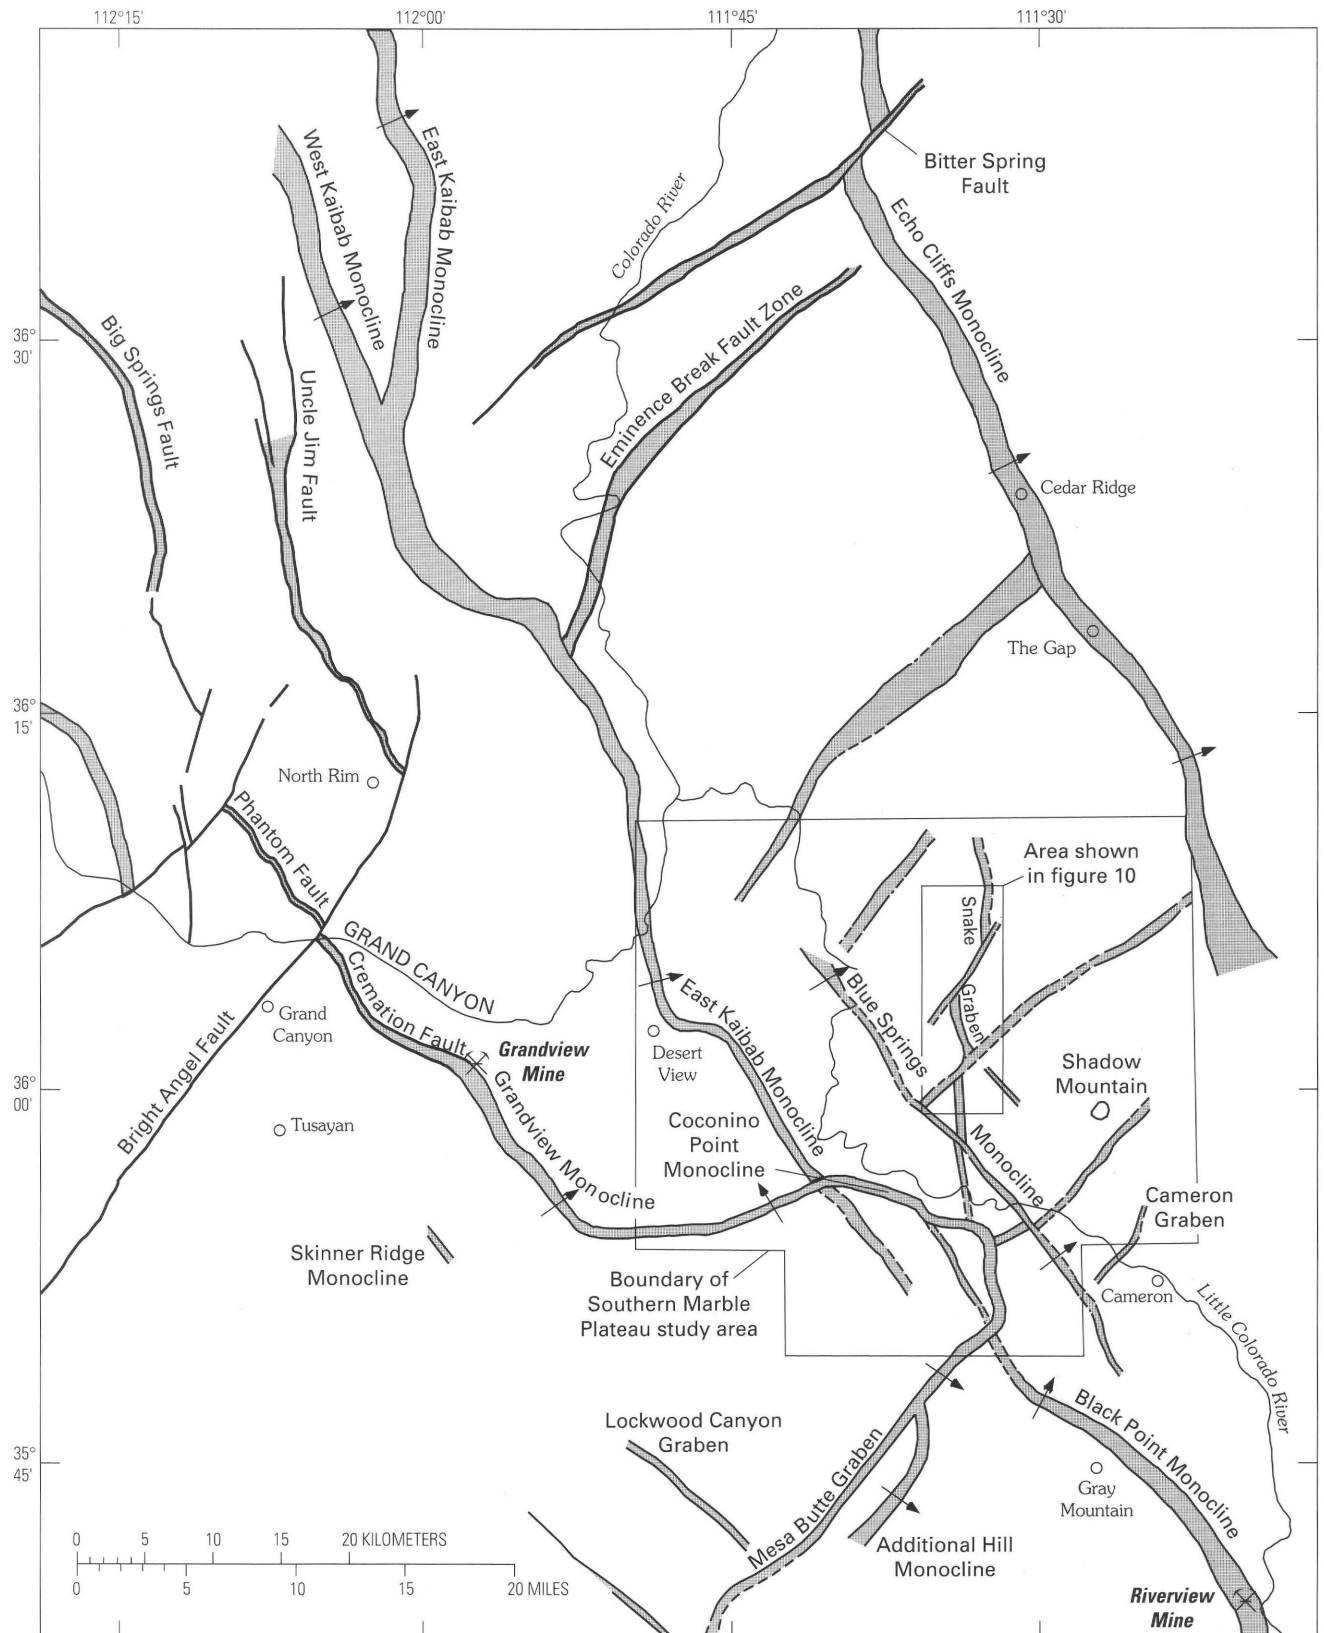 112°15'
112°00'
111°45'
111°30'
36°
30'
36°
15'
36°
00'
35°
45'
West Kaibab Monocline
East Kaibab Monocline
Colorado River
Bitter Spring
Fault
Echo Cliffs Monocline
Big Springs Fault
Uncle Jim Fault
Eminence Break Fault Zone
Cedar Ridge
The Gap
North Rim
Phantom Fault
GRAND CANYON
Cremation Fault
Grand
Canyon
Bright Angel Fault
Tusayan
Grandview
Mine
Grandview Monocline
Area shown
in figure 10
Snake
Graben
Blue Springs
Monocline
East Kaibab Monocline
Desert
View
Shadow
Mountain
Coconino
Point
Monocline
Cameron
Graben
Cameron
Little Colorado River
Skinner Ridge
Monocline
Boundary of
Southern Marble
Plateau study area
Lockwood Canyon
Graben
Mesa Butte Graben
Additional Hill
Monocline
Black Point Monocline
Gray
Mountain
Riverview
Mine
0 5 10 15 20 KILOMETERS
0 5 10 15 20 MILES